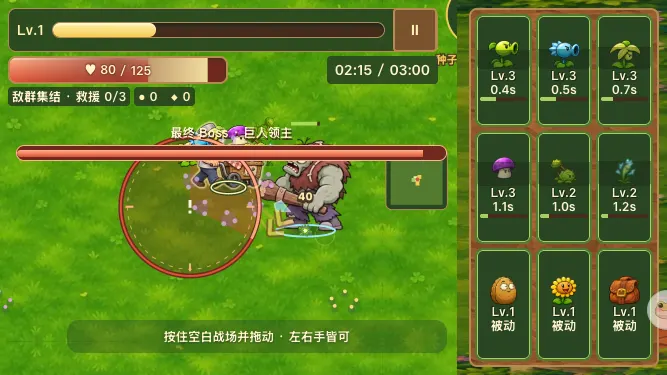 Lv.1
80 / 125
02:15 / 03:00
种子
敌群集结 · 救援 0/3
0
0
最终 Boss · 巨人领主
!
40
按住空白战场并拖动 · 左右手皆可
Lv.3
0.4s
Lv.3
0.5s
Lv.3
0.7s
Lv.3
1.1s
Lv.2
1.0s
Lv.2
1.2s
Lv.1
被动
Lv.1
被动
Lv.1
被动